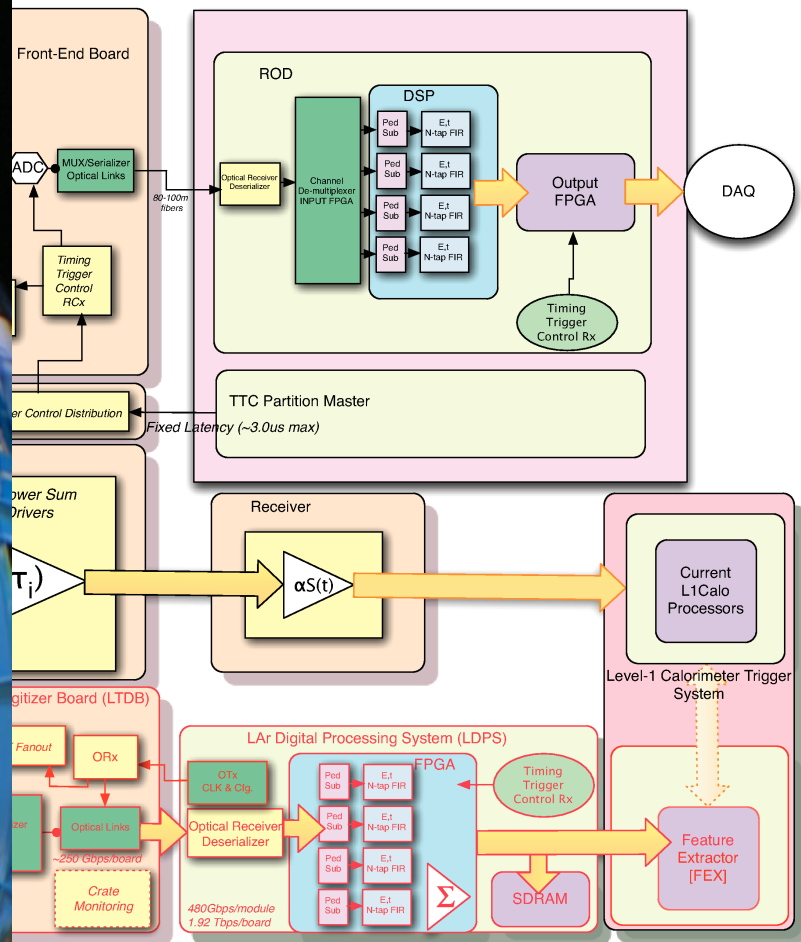 Front-End Board
ADC
MUX/Serializer
Optical Links
80-100m
fibers
Timing
Trigger
Control
RCx
er Control Distribution
Fixed Latency (~3.0us max)
ROD
Optical Receiver
Deserializer
Channel
De-multiplexer
INPUT FPGA
DSP
Ped
Sub
E,t
N-tap FIR
Ped
Sub
E,t
N-tap FIR
Ped
Sub
E,t
N-tap FIR
Ped
Sub
E,t
N-tap FIR
Output
FPGA
Timing
Trigger
Control Rx
DAQ
TTC Partition Master
ower Sum
Drivers
τi)
Receiver
αS(t)
Current
L1Calo
Processors
Level-1 Calorimeter Trigger
System
igitizer Board (LTDB)
Fanout
ORx
izer
Optical Links
~250 Gbps/board
Crate
Monitoring
LAr Digital Processing System (LDPS)
OTx
CLK & Cfg.
Optical Receiver
Deserializer
480Gbps/module
1.92 Tbps/board
FPGA
Ped
Sub
E,t
N-tap FIR
Ped
Sub
E,t
N-tap FIR
Ped
Sub
E,t
N-tap FIR
Ped
Sub
E,t
N-tap FIR
Σ
Timing
Trigger
Control Rx
SDRAM
Feature
Extractor
[FEX]